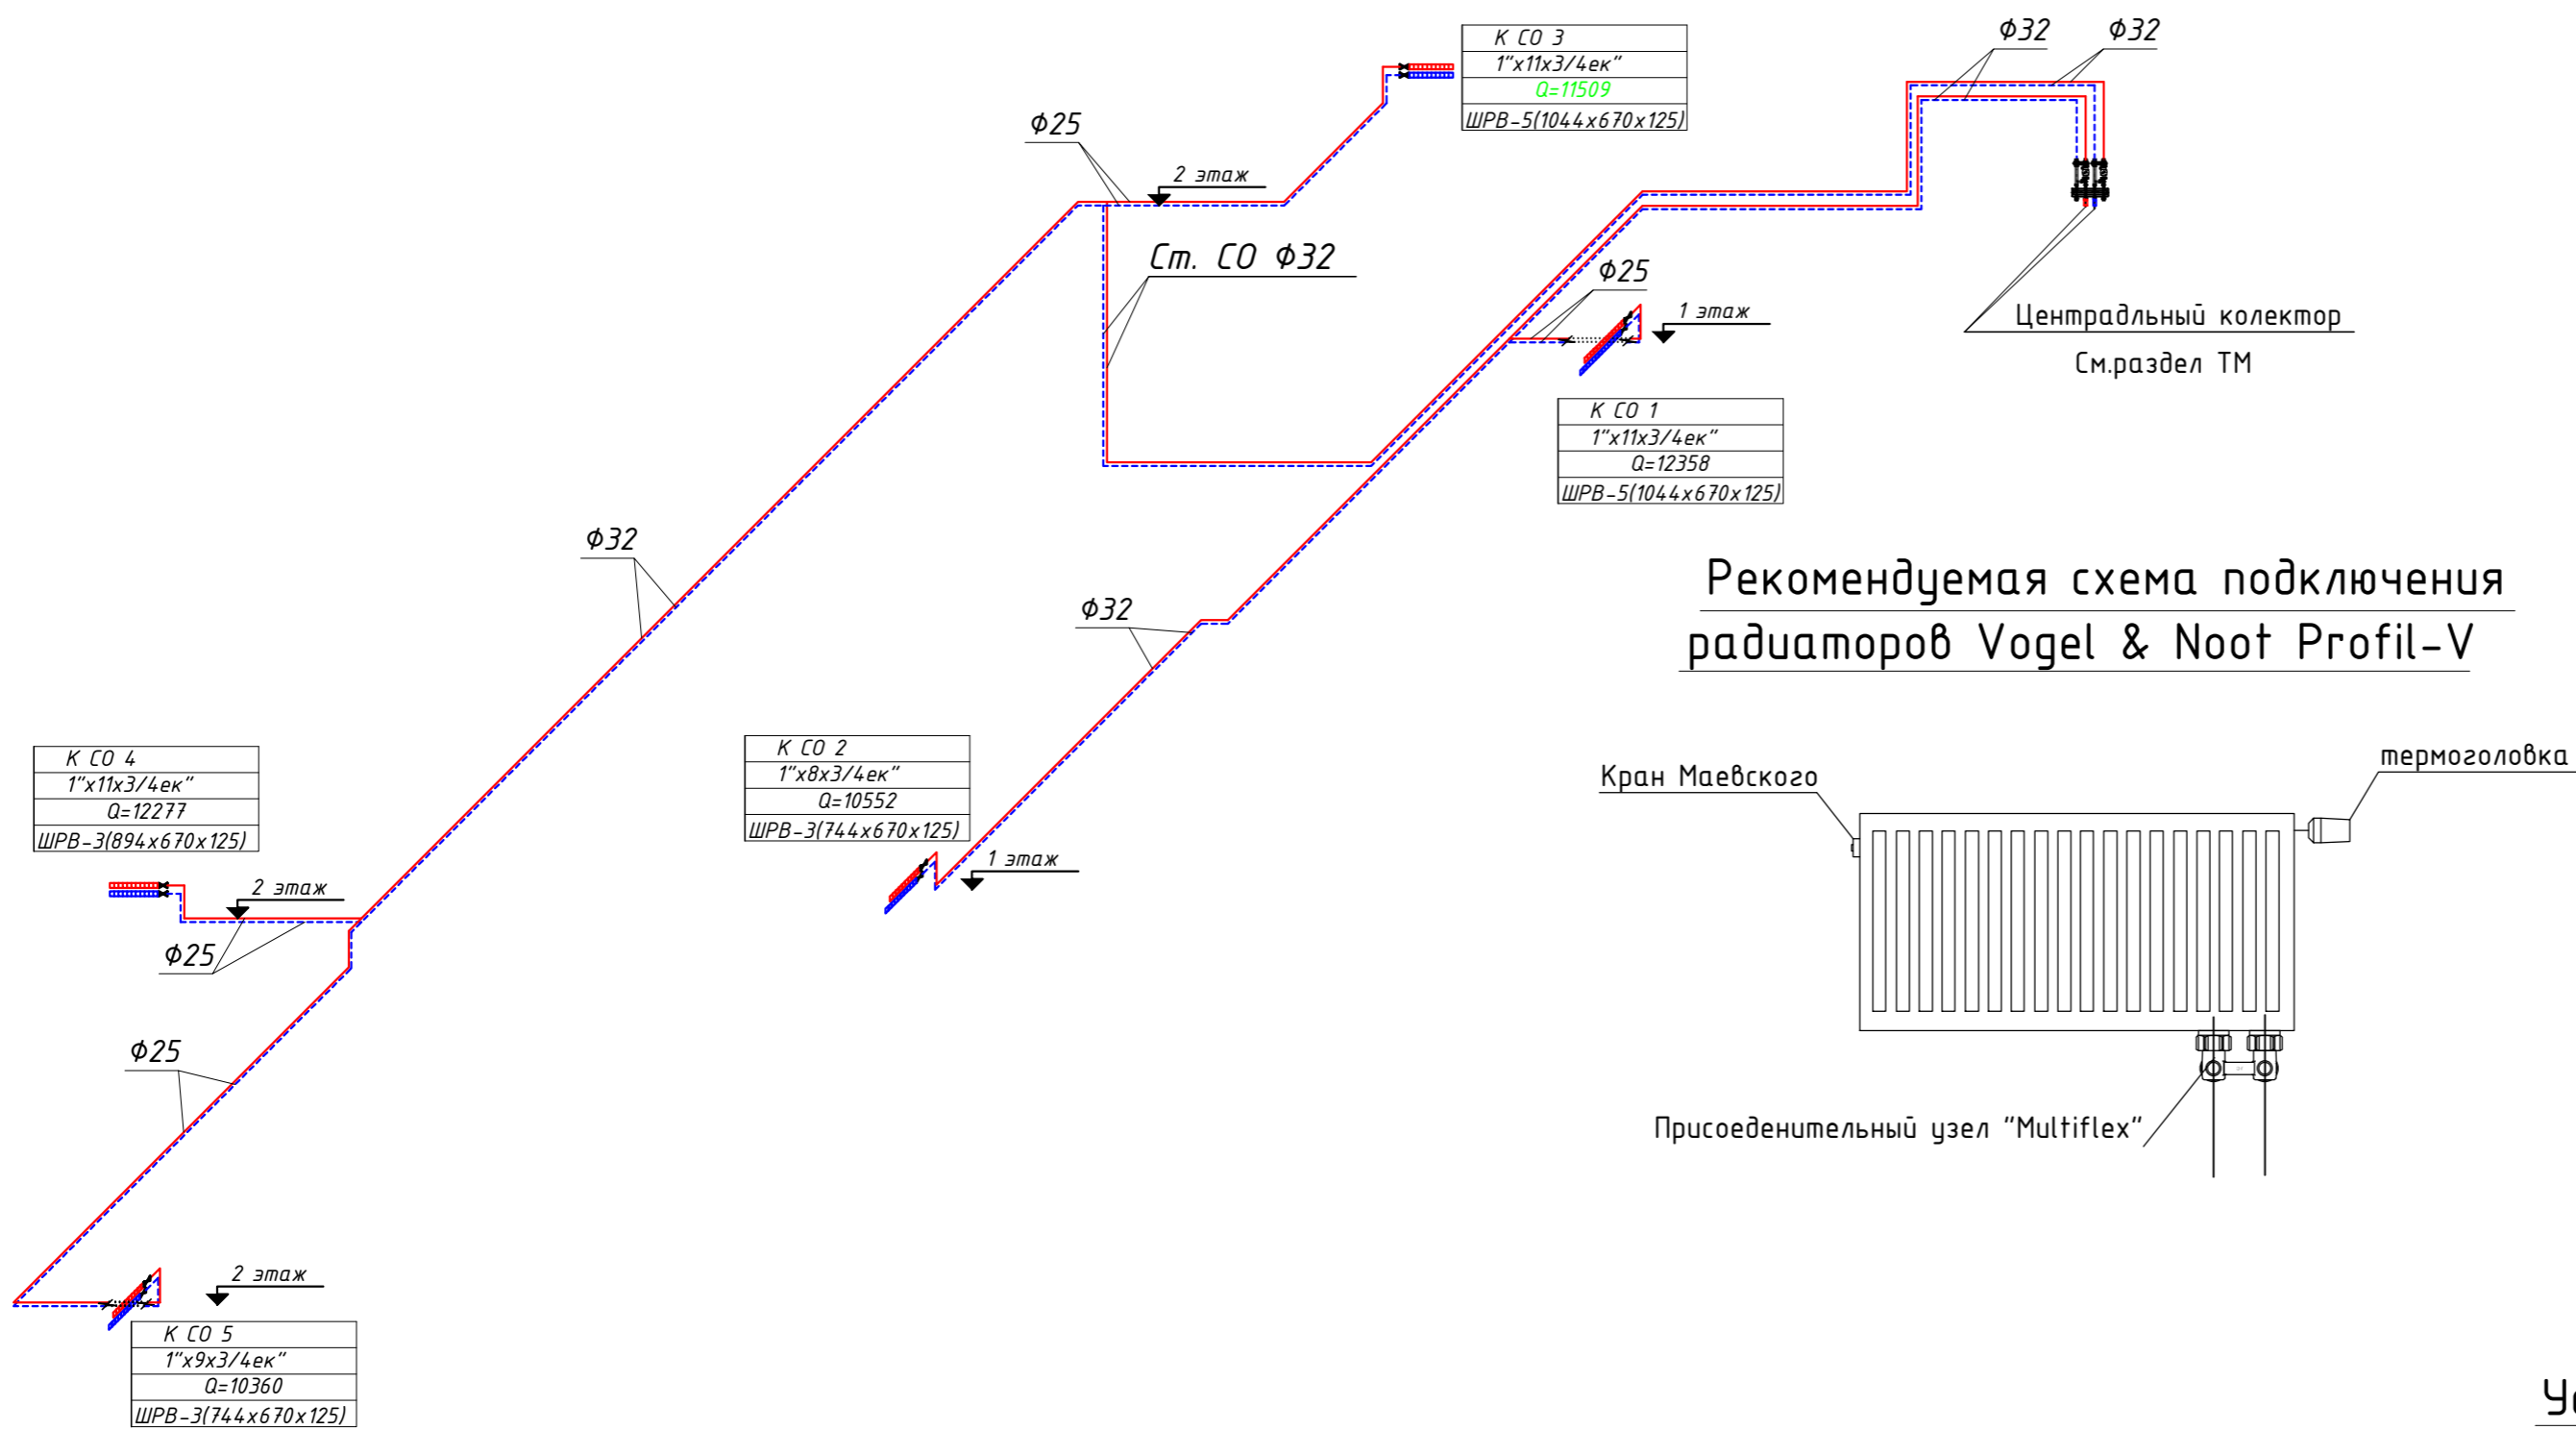 К СО 3
1"х11х3/4ек"
Q=11509
ШРВ-5(1044х670х125)
Ф32
Ф32
Ф25
2 этаж
Ст. СО Ф32
Ф25
1 этаж
Центрадльный колектор
См.раздел ТМ
К СО 1
1"х11х3/4ек"
Q=12358
ШРВ-5(1044х670х125)
Ф32
Ф32
Рекомендуемая схема подключения
радиаторов Vogel & Noot Profil-V
К СО 4
1"х11х3/4ек"
Q=12277
ШРВ-3(894х670х125)
К СО 2
1"х8х3/4ек"
Q=10552
ШРВ-3(744х670х125)
1 этаж
2 этаж
Ф25
Ф25
Кран Маевского
термоголовка
Присоеденительный узел "Multiflex"
2 этаж
К СО 5
1"х9х3/4ек"
Q=10360
ШРВ-3(744х670х125)